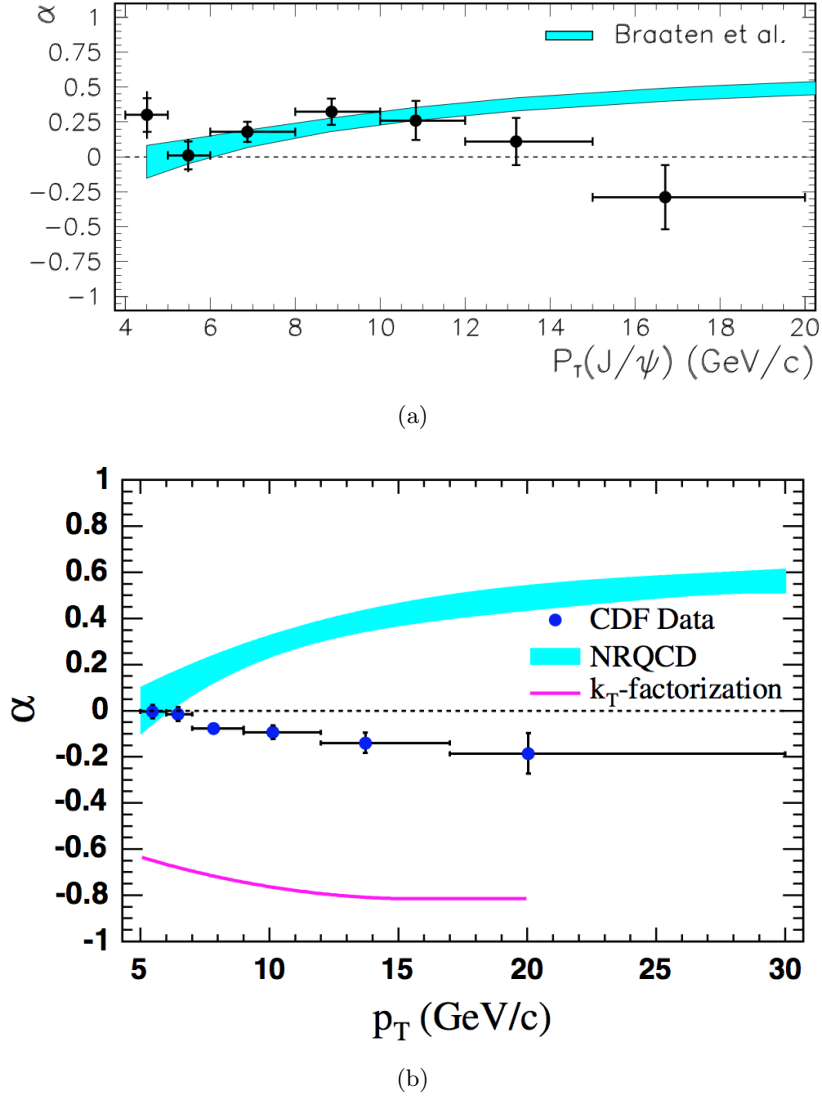 α
1
0.75
0.5
0.25
0
−0.25
−0.5
−0.75
−1
Braaten et al.
4 6 8 10 12 14 16 18 20
P_T(J/ψ) (GeV/c)
(a)
α
1
0.8
0.6
0.4
0.2
0
-0.2
-0.4
-0.6
-0.8
-1
CDF Data
NRQCD
k_T-factorization
5 10 15 20 25 30
p_T (GeV/c)
(b)